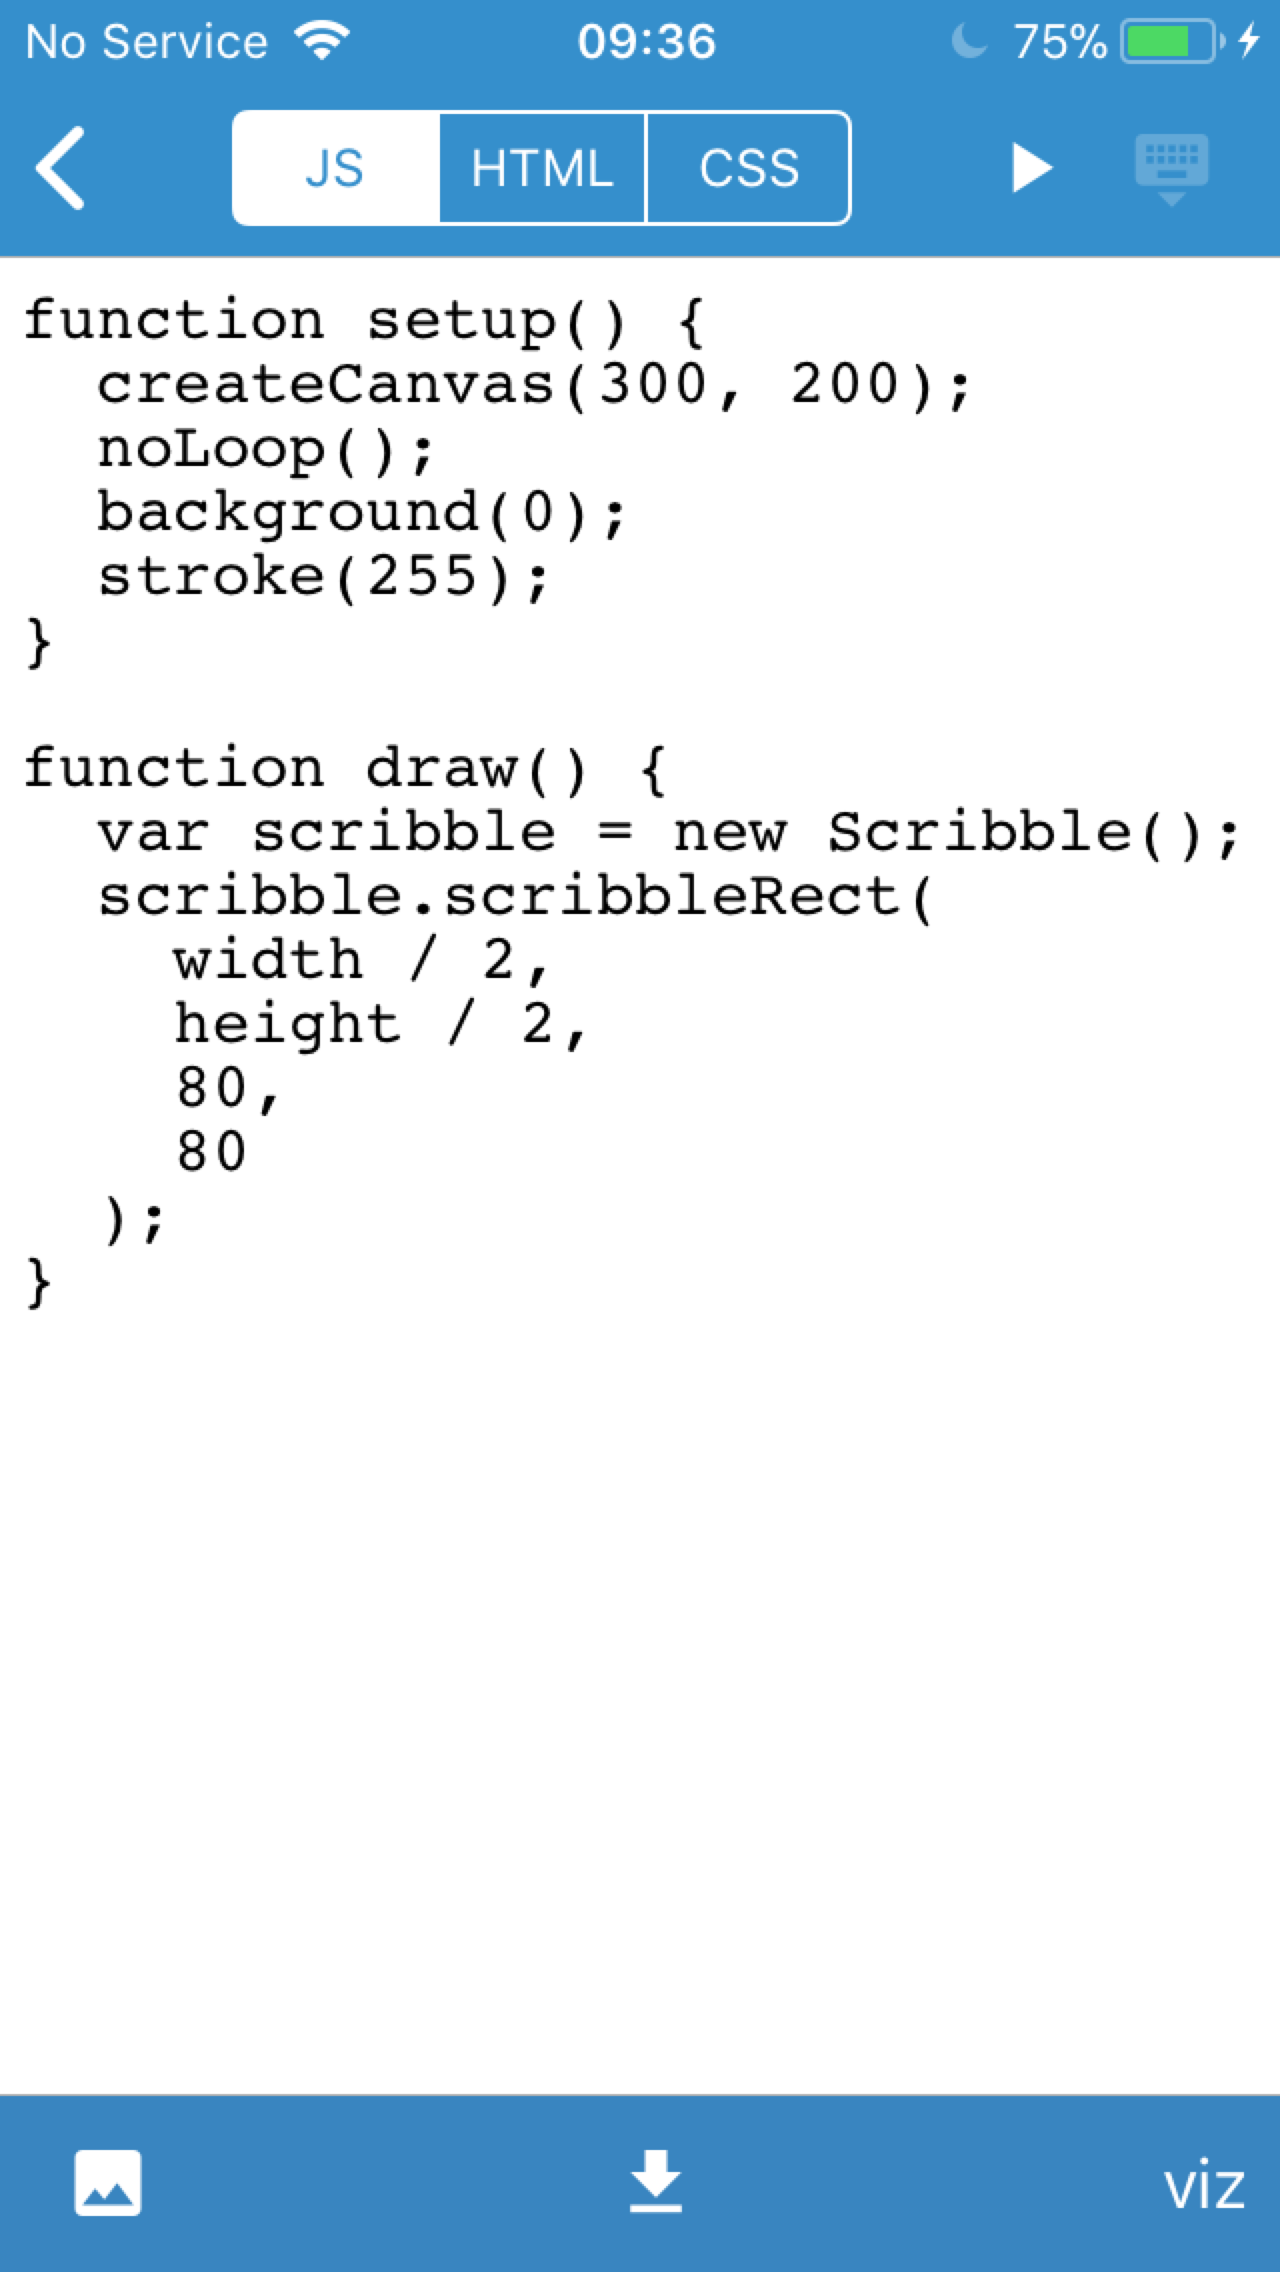 No Service 09:36 75%
JS HTML CSS
function setup() {
  createCanvas(300, 200);
  noLoop();
  background(0);
  stroke(255);
}

function draw() {
  var scribble = new Scribble();
  scribble.scribbleRect(
    width / 2,
    height / 2,
    80,
    80
  );
}
viz